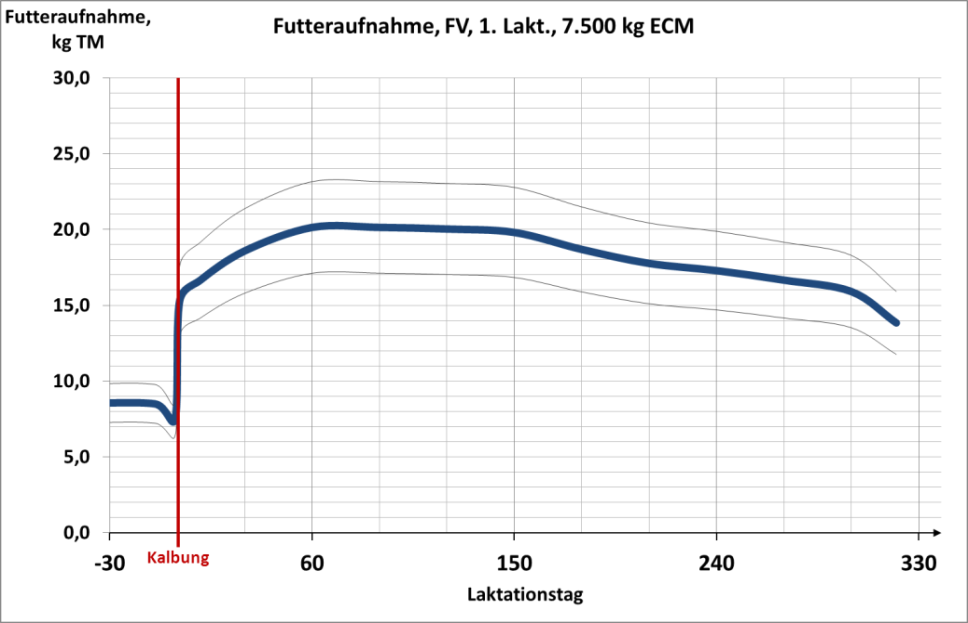 Futteraufnahme,
kg TM
Futteraufnahme, FV, 1. Lakt., 7.500 kg ECM
30,0
25,0
20,0
15,0
10,0
5,0
0,0
-30
Kalbung
60
150
240
330
Laktationstag